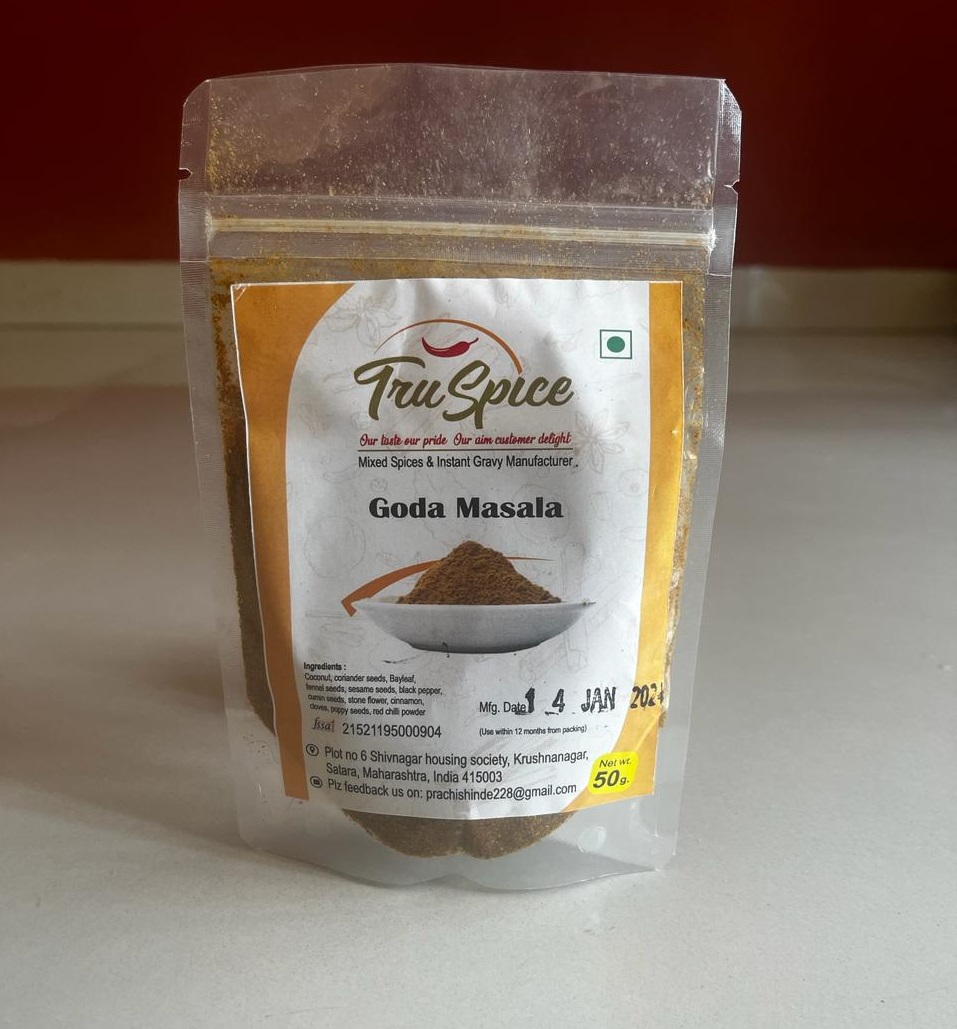 TruSpice
Our taste our pride Our aim customer delight
Mixed Spices & Instant Gravy Manufacturer.
Goda Masala
Ingredients :
Coconut, coriander seeds, Bayleaf,
fennel seeds, sesame seeds, black pepper,
cumin seeds, stone flower, cinnamon,
cloves, poppy seeds, red chilli powder
Mfg. Date 1 4 JAN 2024
(Use within 12 months from packing)
fssai 21521195000904
Plot no 6 Shivnagar housing society, Krushnanagar,
Satara, Maharashtra, India 415003
Plz feedback us on: prachishinde228@gmail.com
Net wt.
50g.